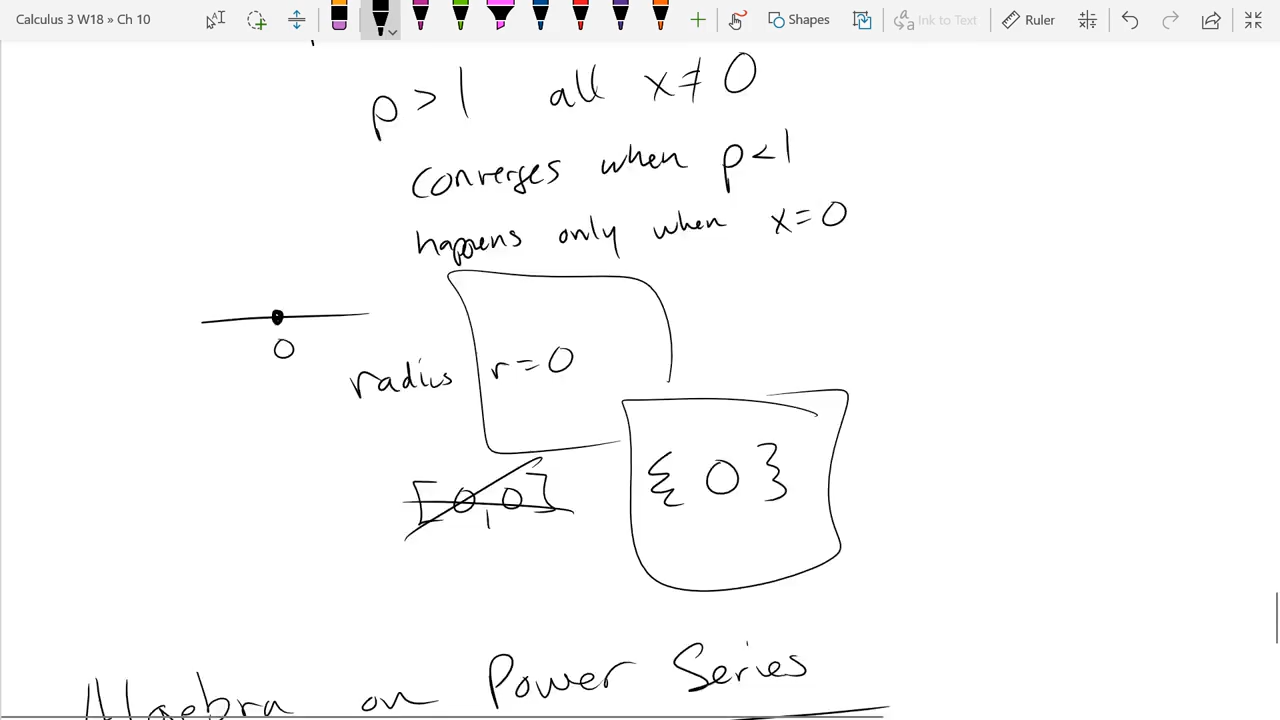 Calculus 3 W18 » Ch 10
Shapes
Ink to Text
Ruler
p > 1 all x ≠ 0
converges when p < 1
happens only when x = 0
0
radius r = 0
[0, 0]
{ 0 }
Algebra on Power Series